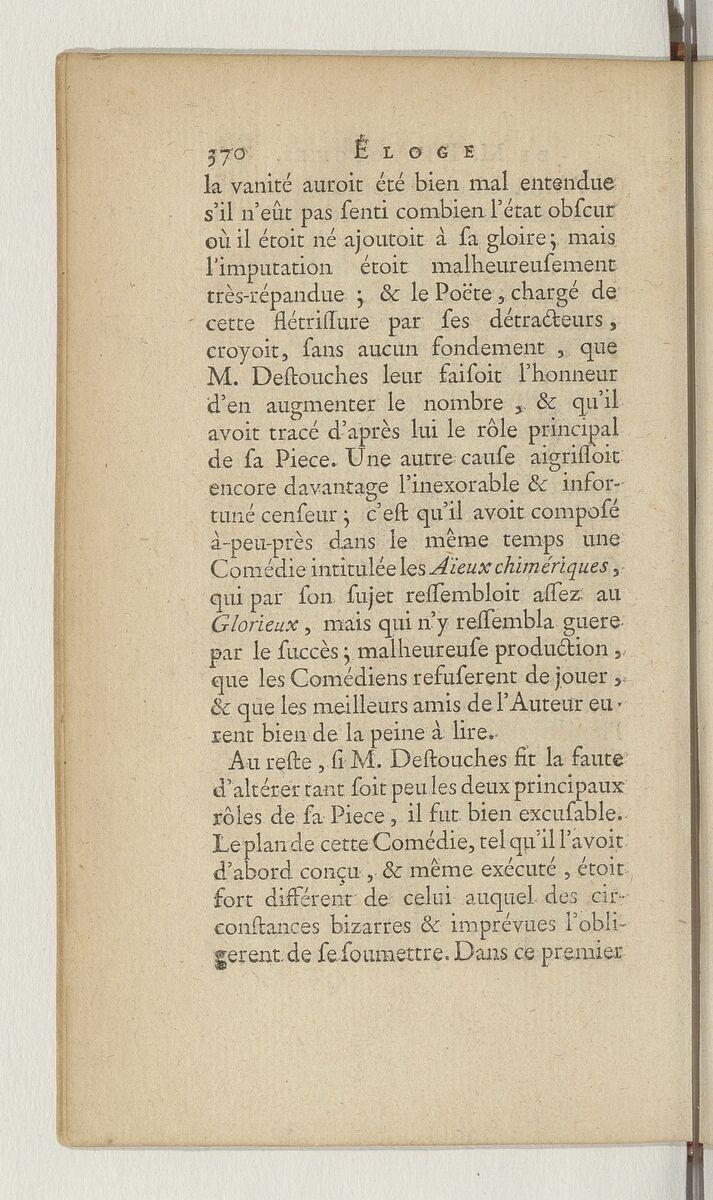 370 ÉLOGE
la vanité auroit été bien mal entendue
s'il n'eût pas ſenti combien l'état obſcur
où il étoit né ajoutoit à ſa gloire; mais
l'imputation étoit malheureuſement
très-répandue ; & le Poëte, chargé de
cette flétriſſure par ſes détracteurs,
croyoit, ſans aucun fondement , que
M. Deſtouches leur faiſoit l'honneur
d'en augmenter le nombre , & qu'il
avoit tracé d'après lui le rôle principal
de ſa Piece. Une autre cauſe aigriſſoit
encore davantage l'inexorable & infor-
tuné cenſeur; c'eſt qu'il avoit compoſé
à-peu-près dans le même temps une
Comédie intitulée les Aïeux chimériques,
qui par ſon ſujet reſſembloit aſſez au
Glorieux, mais qui n'y reſſembla guere
par le ſuccès; malheureuſe production,
que les Comédiens refuſerent de jouer,
& que les meilleurs amis de l'Auteur eu-
rent bien de la peine à lire.
Au reſte, ſi M. Deſtouches fit la faute
d'altérer tant ſoit peu les deux principaux
rôles de ſa Piece, il fut bien excuſable.
Le plan de cette Comédie, tel qu'il l'avoit
d'abord conçu, & même exécuté, étoit
fort différent de celui auquel des cir-
conſtances bizarres & imprévues l'obli-
gerent de ſe ſoumettre. Dans ce premier